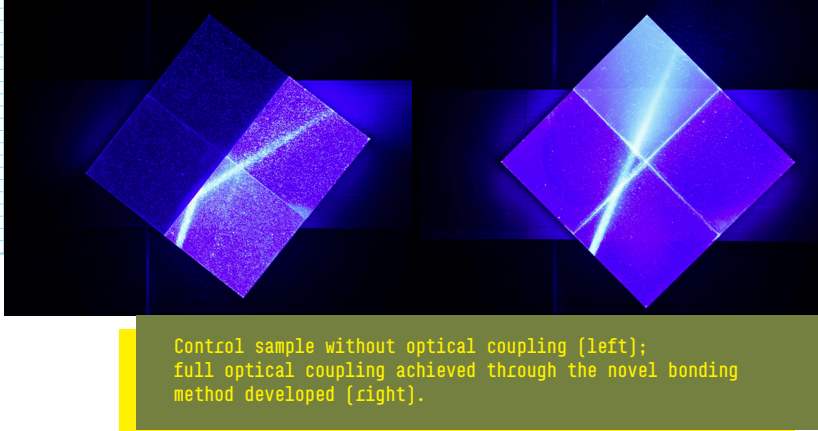 Control sample without optical coupling (left);
full optical coupling achieved through the novel bonding
method developed (right).